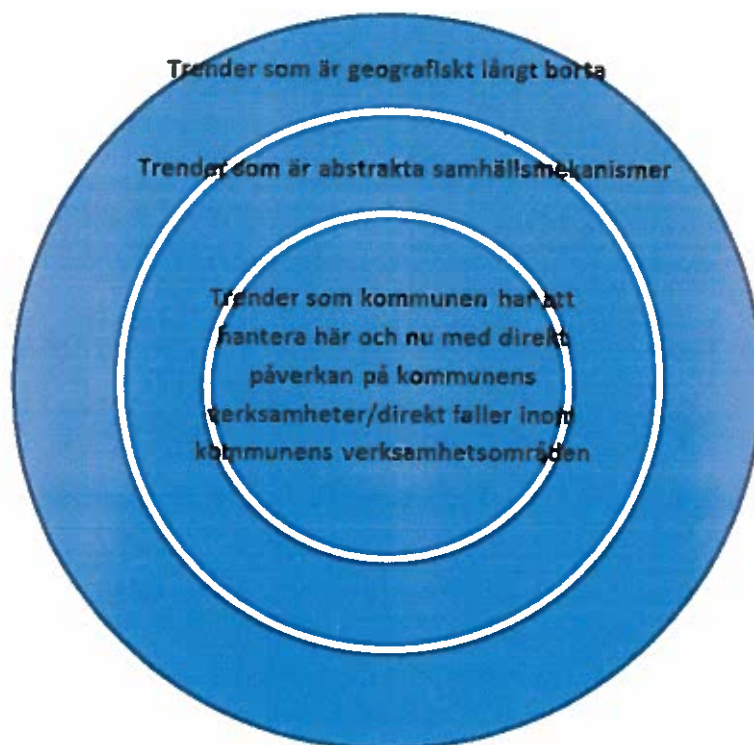 Trender som är geografiskt långt borta
Trender som är abstrakta samhällsmekanismer
Trender som kommunen har att
hantera här och nu med direkt
påverkan på kommunens
verksamheter/direkt faller inom
kommunens verksamhetsområden